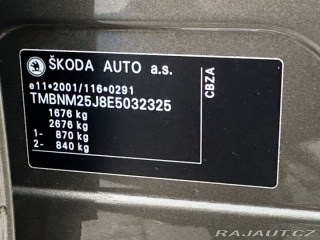 ŠKODA AUTO a.s.
e11*2001/116*0291
TMBNM25J8E5032325
1676 kg
2676 kg
1- 870 kg
2- 840 kg
CBZA
RAJAUT.CZ